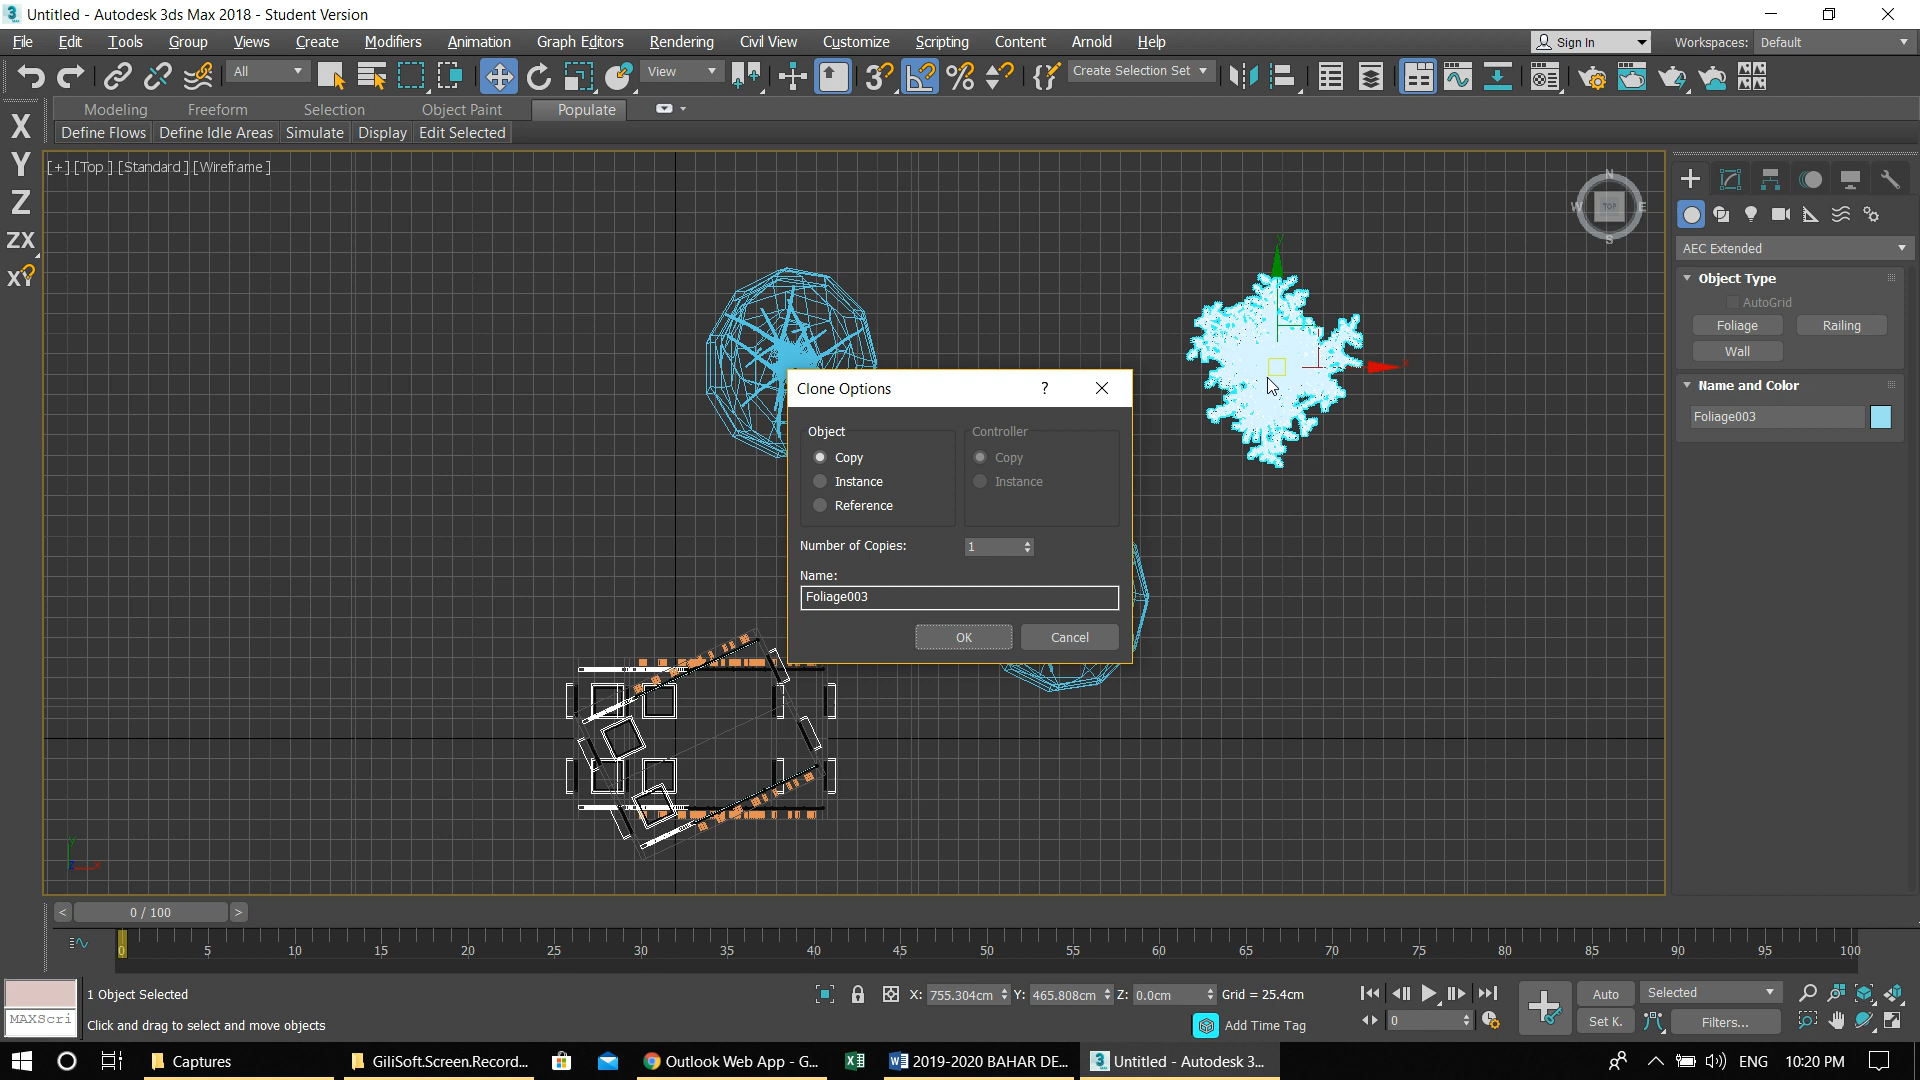 Untitled - Autodesk 3ds Max 2018 - Student Version
File Edit Tools Group Views Create Modifiers Animation Graph Editors Rendering Civil View Customize Scripting Content Arnold Help Sign In Workspaces: Default
All View Create Selection Set
Modeling Freeform Selection Object Paint Populate
Define Flows Define Idle Areas Simulate Display Edit Selected
X
Y
Z
ZX
XY
[+] [Top ] [Standard ] [Wireframe ]
N
W TOP E
S
y
x
AEC Extended
Object Type
AutoGrid
Foliage Railing
Wall
Name and Color
Foliage003
Clone Options ?
Object Controller
Copy Copy
Instance Instance
Reference
Number of Copies: 1
Name:
Foliage003
OK Cancel
y
z x
< 0 / 100 >
0 5 10 15 20 25 30 35 40 45 50 55 60 65 70 75 80 85 90 95 100
1 Object Selected X: 755.304cm Y: 465.808cm Z: 0.0cm Grid = 25.4cm Auto Selected
MAXScri Click and drag to select and move objects Add Time Tag 0 Set K. Filters...
Captures GiliSoft.Screen.Record... Outlook Web App - G... 2019-2020 BAHAR DE... Untitled - Autodesk 3... ENG 10:20 PM